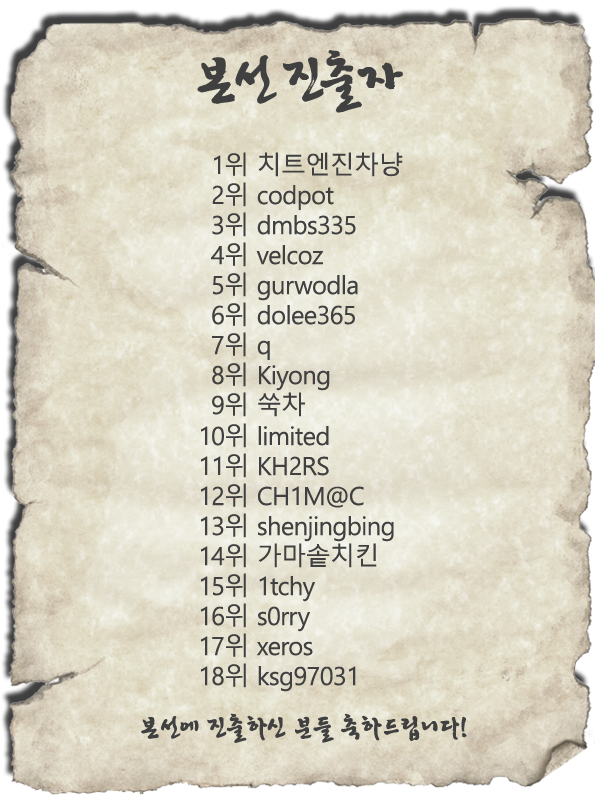 본선 진출자
1위 치트엔진차냥
2위 codpot
3위 dmbs335
4위 velcoz
5위 gurwodla
6위 dolee365
7위 q
8위 Kiyong
9위 쑥차
10위 limited
11위 KH2RS
12위 CH1M@C
13위 shenjingbing
14위 가마솥치킨
15위 1tchy
16위 s0rry
17위 xeros
18위 ksg97031
본선에 진출하신 분들 축하드립니다!